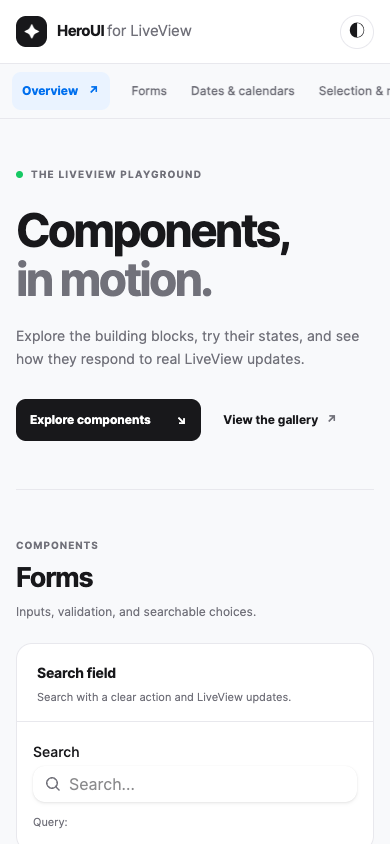 HeroUI for LiveView
Overview ↗ Forms Dates & calendars Selection &
THE LIVEVIEW PLAYGROUND
Components,
in motion.
Explore the building blocks, try their states, and see
how they respond to real LiveView updates.
Explore components ↘ View the gallery ↗
COMPONENTS
Forms
Inputs, validation, and searchable choices.
Search field
Search with a clear action and LiveView updates.
Search
Search...
Query: